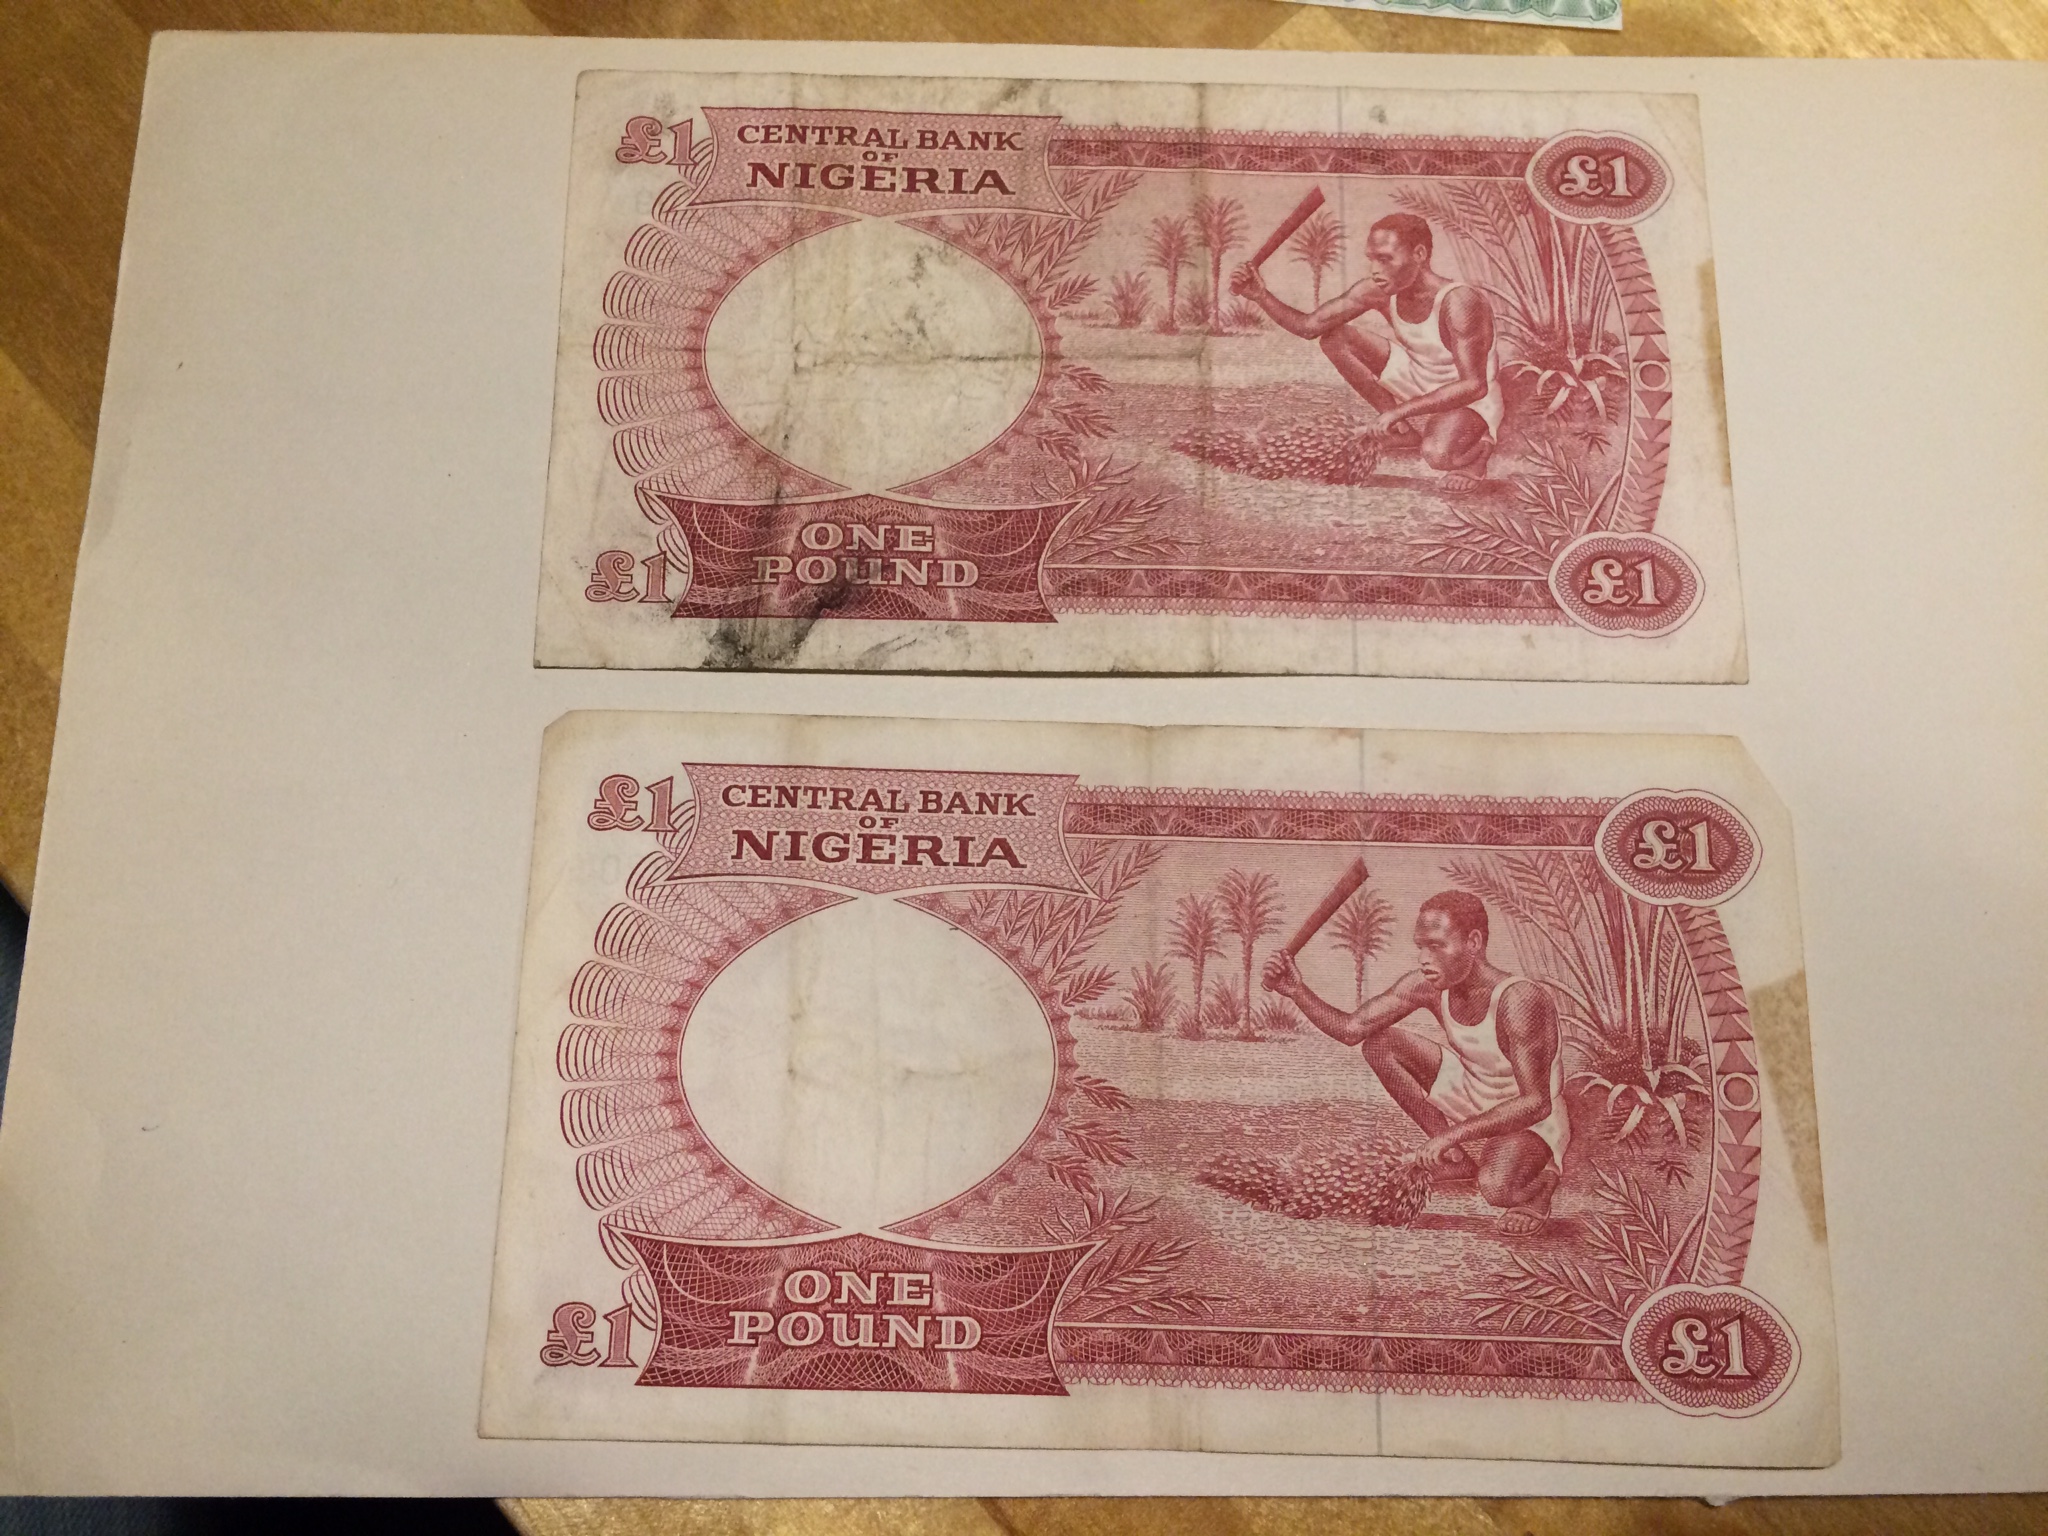 £1
CENTRAL BANK
OF
NIGERIA
£1
ONE
POUND
£1
£1
£1
CENTRAL BANK
OF
NIGERIA
£1
ONE
POUND
£1
£1